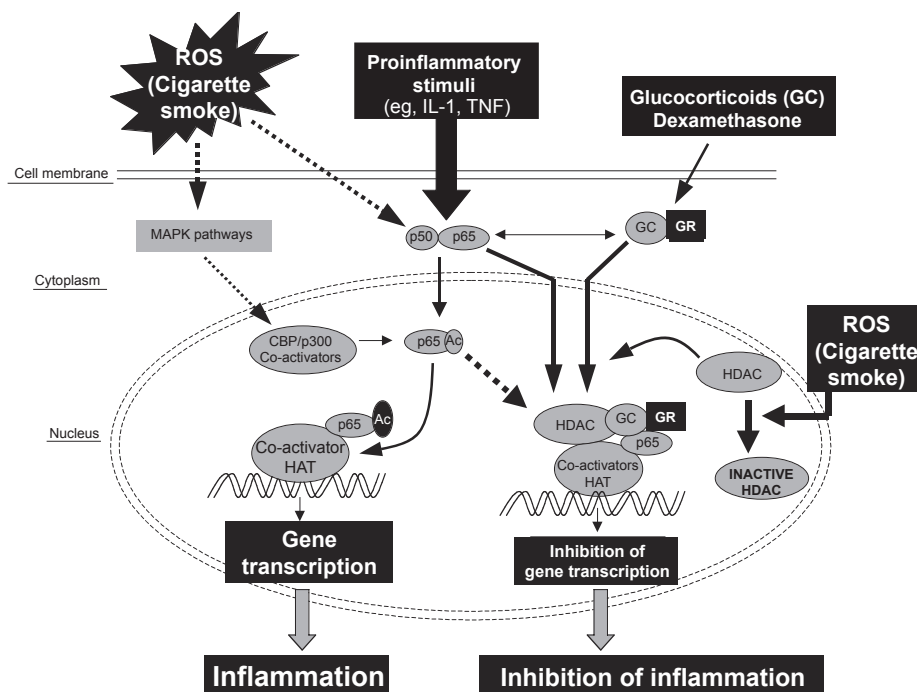 ROS
(Cigarette
smoke)
Proinflammatory
stimuli
(eg, IL-1, TNF)
Glucocorticoids (GC)
Dexamethasone
Cell membrane
MAPK pathways
p50
p65
GC
GR
Cytoplasm
CBP/p300
Co-activators
p65
Ac
HDAC
ROS
(Cigarette
smoke)
Nucleus
p65
Ac
Co-activator
HAT
HDAC
GC
GR
p65
Co-activators
HAT
INACTIVE
HDAC
Gene
transcription
Inhibition of
gene transcription
Inflammation
Inhibition of inflammation